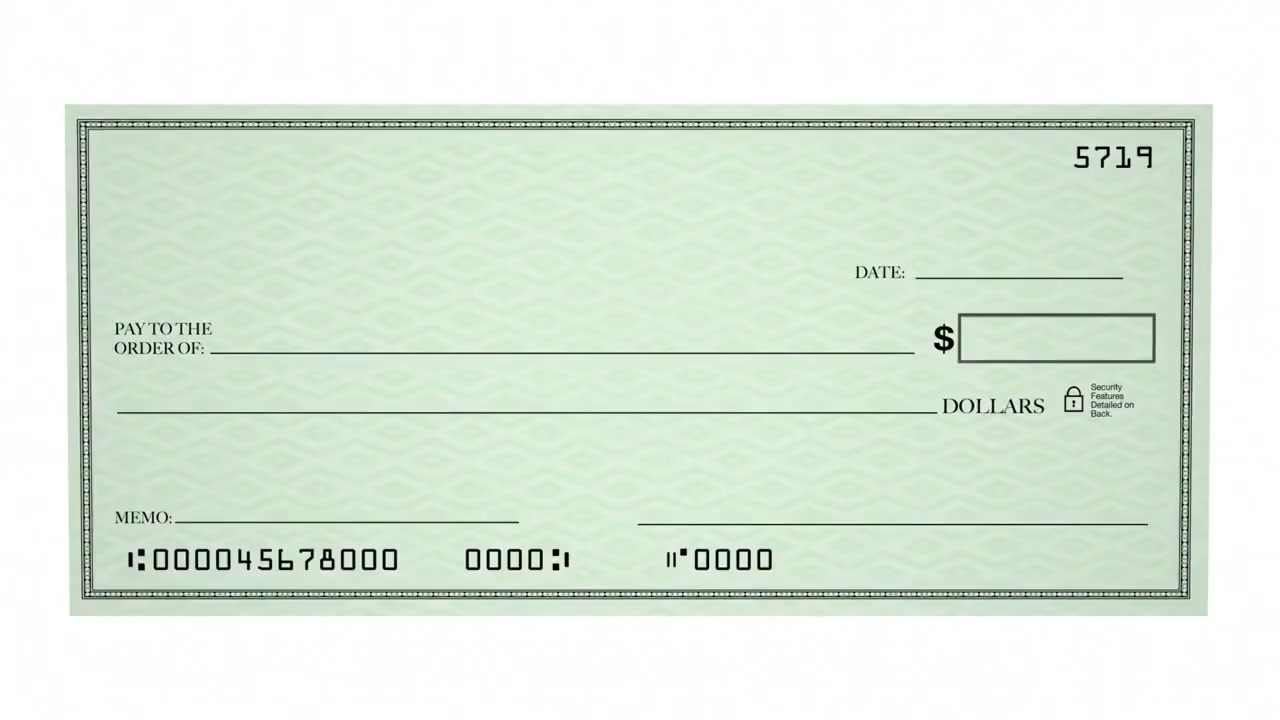 5719
DATE:
PAY TO THE
ORDER OF:
$
DOLLARS
Security
Features
Detailed on
Back.
MEMO:
⑆000045678000 0000⑆ ⑈0000